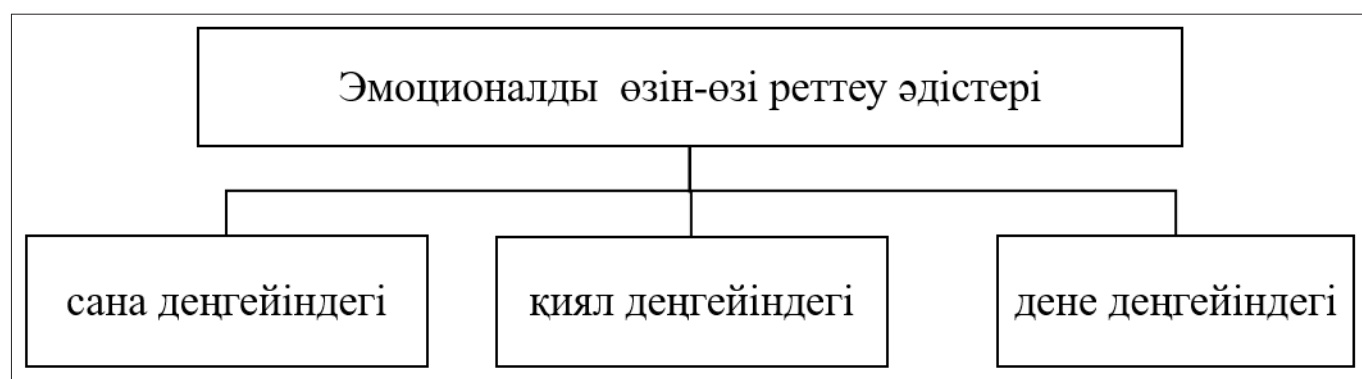 Эмоционалды өзін-өзі реттеу әдістері
сана деңгейіндегі
қиял деңгейіндегі
дене деңгейіндегі